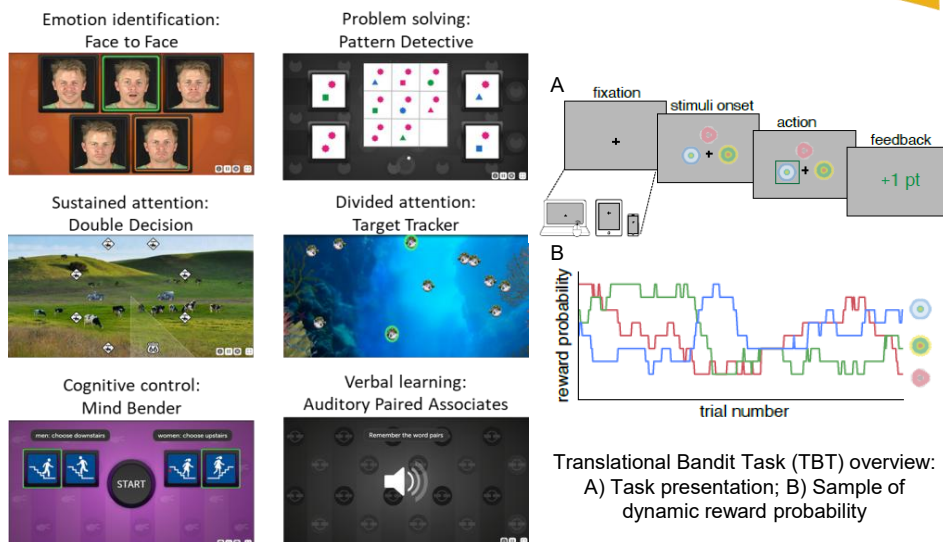 Emotion identification:
Face to Face
Problem solving:
Pattern Detective
Sustained attention:
Double Decision
66
Divided attention:
Target Tracker
Cognitive control:
Mind Bender
men: choose downstairs
women: choose upstairs
START
Verbal learning:
Auditory Paired Associates
Remember the word pairs
A
fixation
stimuli onset
action
feedback
+1 pt
B
reward probability
trial number
Translational Bandit Task (TBT) overview:
A) Task presentation; B) Sample of
dynamic reward probability